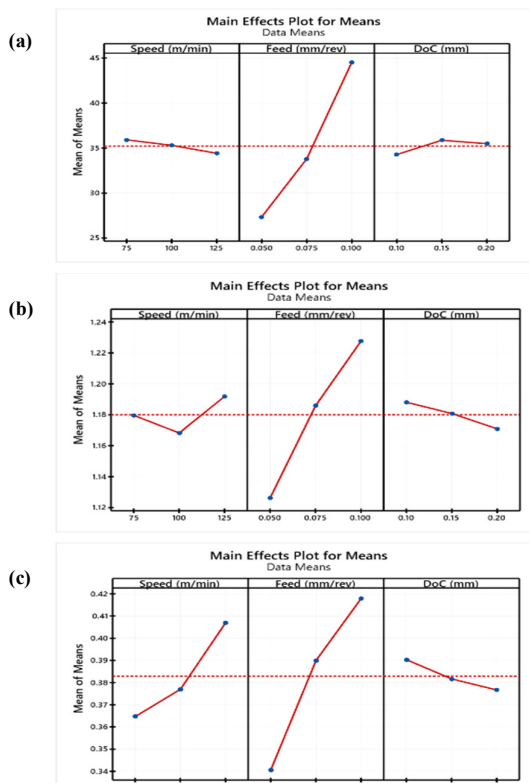 (a)
Main Effects Plot for Means
Data Means
Speed (m/min) Feed (mm/rev) DoC (mm)
Mean of Means
45
40
35
30
25
75 100 125 0.050 0.075 0.100 0.10 0.15 0.20
(b)
Main Effects Plot for Means
Data Means
Speed (m/min) Feed (mm/rev) DoC (mm)
Mean of Means
1.24
1.22
1.20
1.18
1.16
1.14
1.12
75 100 125 0.050 0.075 0.100 0.10 0.15 0.20
(c)
Main Effects Plot for Means
Data Means
Speed (m/min) Feed (mm/rev) DoC (mm)
Mean of Means
0.42
0.41
0.40
0.39
0.38
0.37
0.36
0.35
0.34